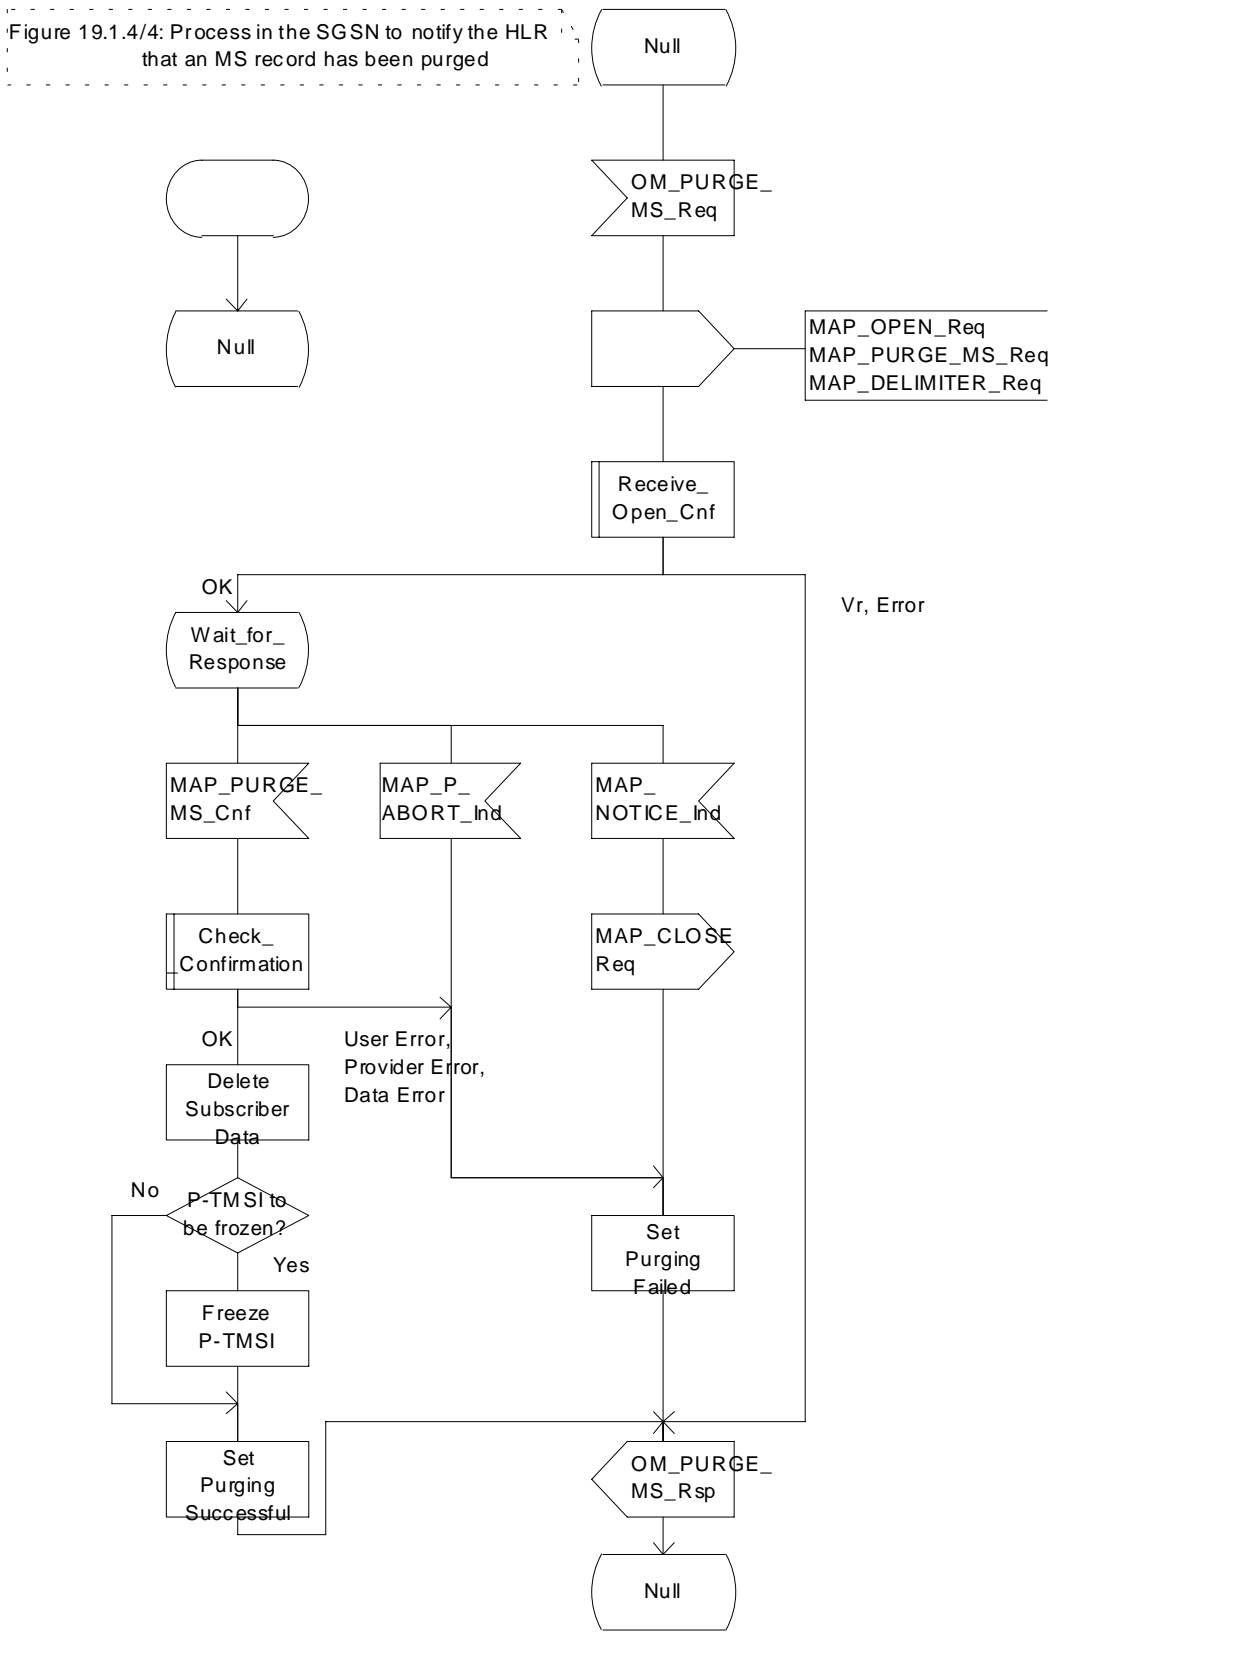 Figure 19.1.4/4: Process in the SGSN to notify the HLR
that an MS record has been purged
Null
OM_PURGE_
MS_Req
Null
MAP_OPEN_Req
MAP_PURGE_MS_Req
MAP_DELIMITER_Req
Receive_
Open_Cnf
OK
Vr, Error
Wait_for_
Response
MAP_PURGE_
MS_Cnf
MAP_P_
ABORT_Ind
MAP_
NOTICE_Ind
Check_
Confirmation
MAP_CLOSE
Req
OK
User Error,
Provider Error,
Data Error
Delete
Subscriber
Data
No
P-TMSI to
be frozen?
Yes
Set
Purging
Failed
Freeze
P-TMSI
Set
Purging
Successful
OM_PURGE_
MS_Rsp
Null